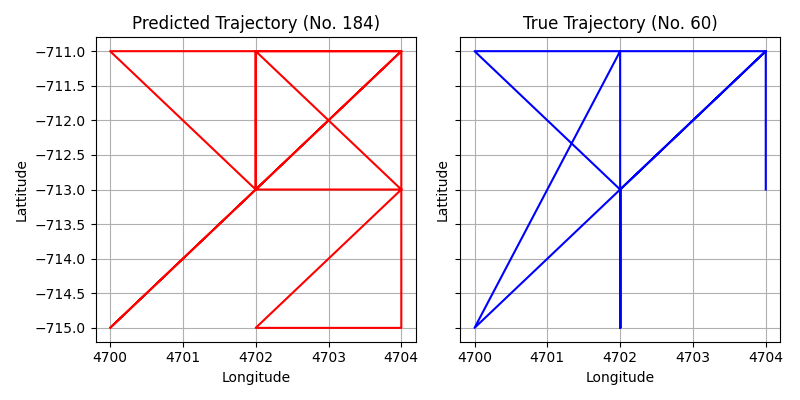 Predicted Trajectory (No. 184)
True Trajectory (No. 60)
−711.0
−711.5
−712.0
−712.5
−713.0
−713.5
−714.0
−714.5
−715.0
Lattitude
Lattitude
4700 4701 4702 4703 4704
4700 4701 4702 4703 4704
Longitude
Longitude